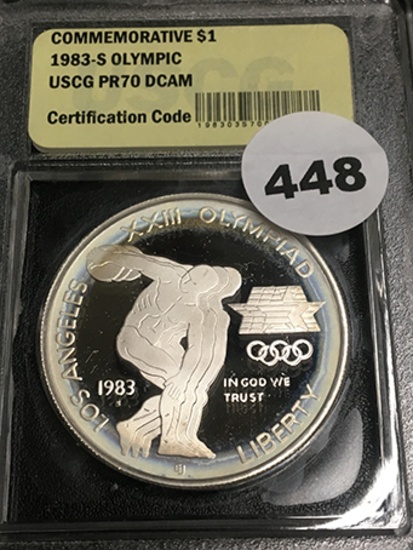 COMMEMORATIVE $1
1983-S OLYMPIC
USCG PR70 DCAM
Certification Code
448
XXIII OLYMPIAD
LOS ANGELES
1983
S
IN GOD WE
TRUST
LIBERTY